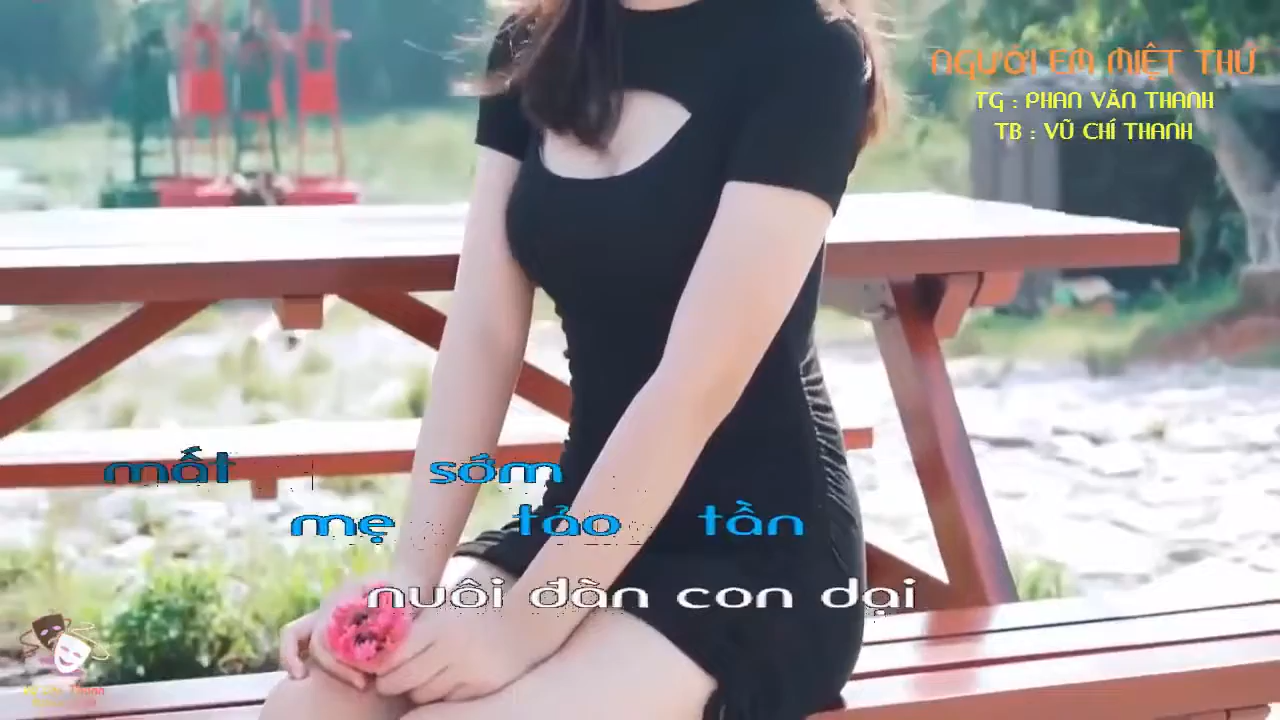 NGƯỜI EM MIỆT THỨ
TG : PHAN VĂN THANH
TB : VŨ CHÍ THANH
mất sớm
mẹ tảo tần
nuôi đàn con dại